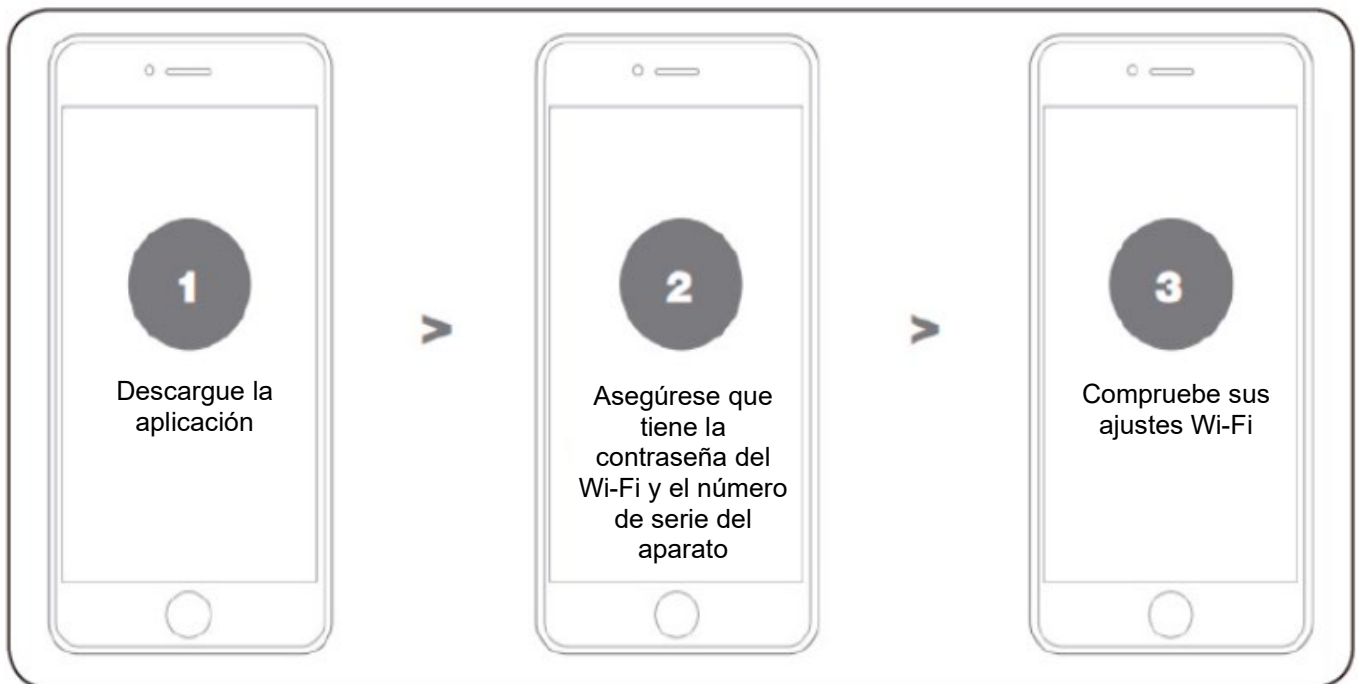 1
Descargue la
aplicación
>
2
Asegúrese que
tiene la
contraseña del
Wi-Fi y el número
de serie del
aparato
>
3
Compruebe sus
ajustes Wi-Fi